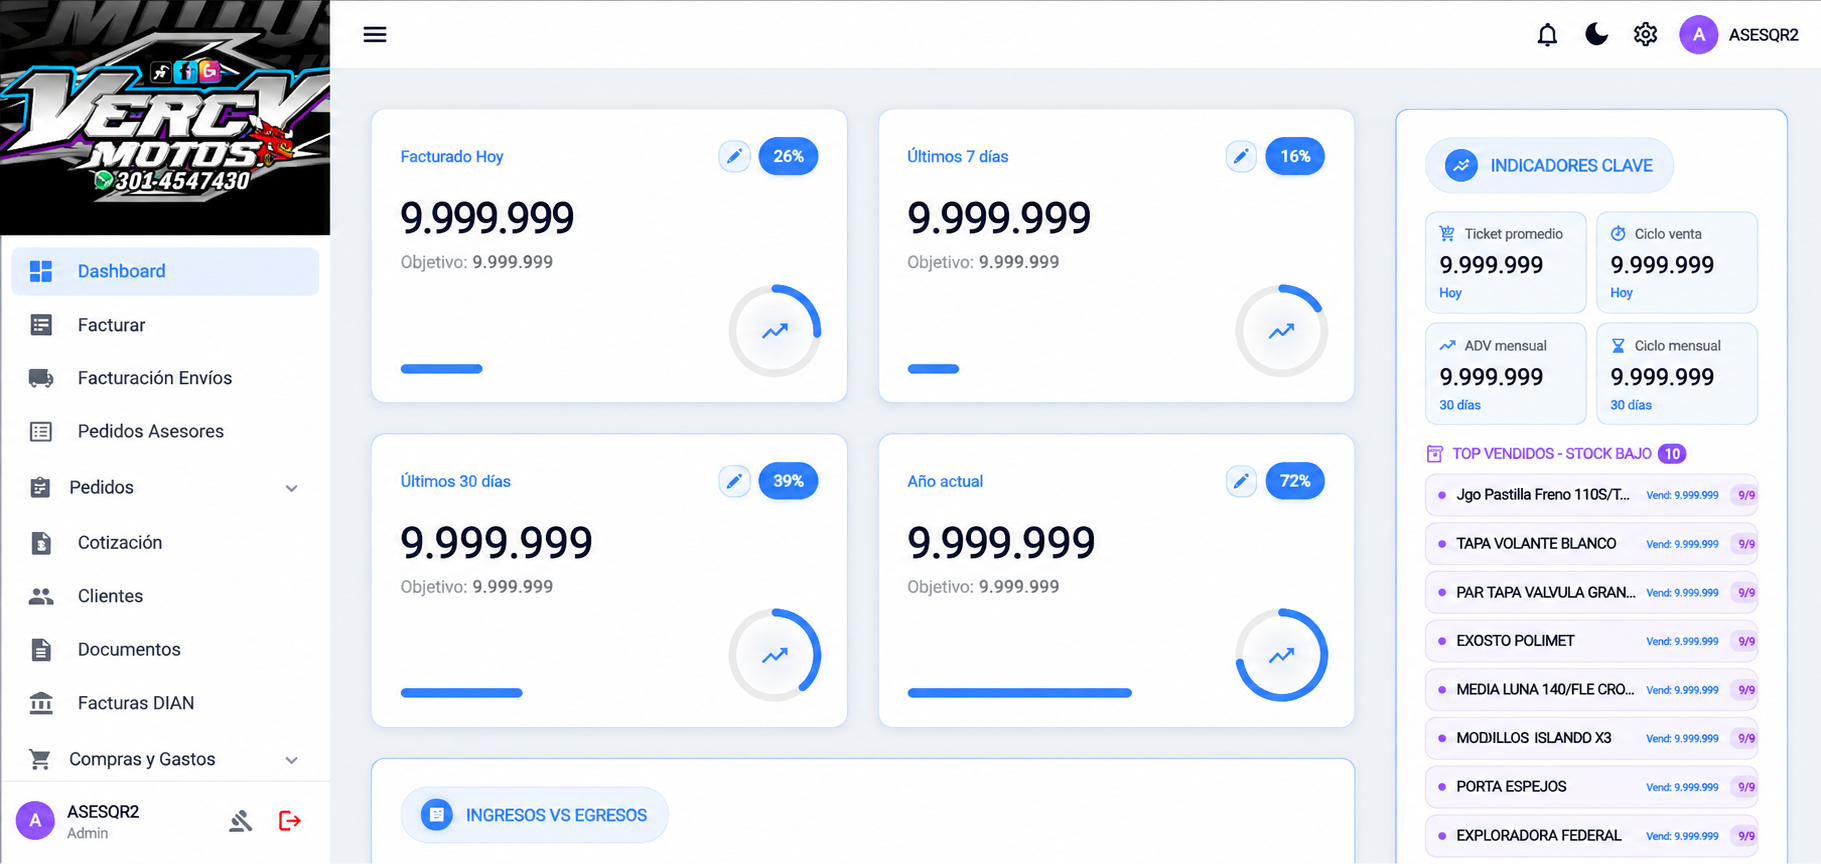 VERCY
MOTOS
301-4547430
Dashboard
Facturar
Facturación Envíos
Pedidos Asesores
Pedidos
Cotización
Clientes
Documentos
Facturas DIAN
Compras y Gastos
A
ASESQR2
Admin
A
ASESQR2
Facturado Hoy
26%
9.999.999
Objetivo: 9.999.999
Últimos 7 días
16%
9.999.999
Objetivo: 9.999.999
Últimos 30 días
39%
9.999.999
Objetivo: 9.999.999
Año actual
72%
9.999.999
Objetivo: 9.999.999
INGRESOS VS EGRESOS
INDICADORES CLAVE
Ticket promedio
9.999.999
Hoy
Ciclo venta
9.999.999
Hoy
ADV mensual
9.999.999
30 días
Ciclo mensual
9.999.999
30 días
TOP VENDIDOS - STOCK BAJO 10
Jgo Pastilla Freno 110S/T... Vend: 9.999.999 9/9
TAPA VOLANTE BLANCO Vend: 9.999.999 9/9
PAR TAPA VALVULA GRAN... Vend: 9.999.999 9/9
EXOSTO POLIMET Vend: 9.999.999 9/9
MEDIA LUNA 140/FLE CRO... Vend: 9.999.999 9/9
ISLANDO X3 Vend: 9.999.999 9/9
PORTA ESPEJOS Vend: 9.999.999 9/9
EXPLORADORA FEDERAL Vend: 9.999.999 9/9